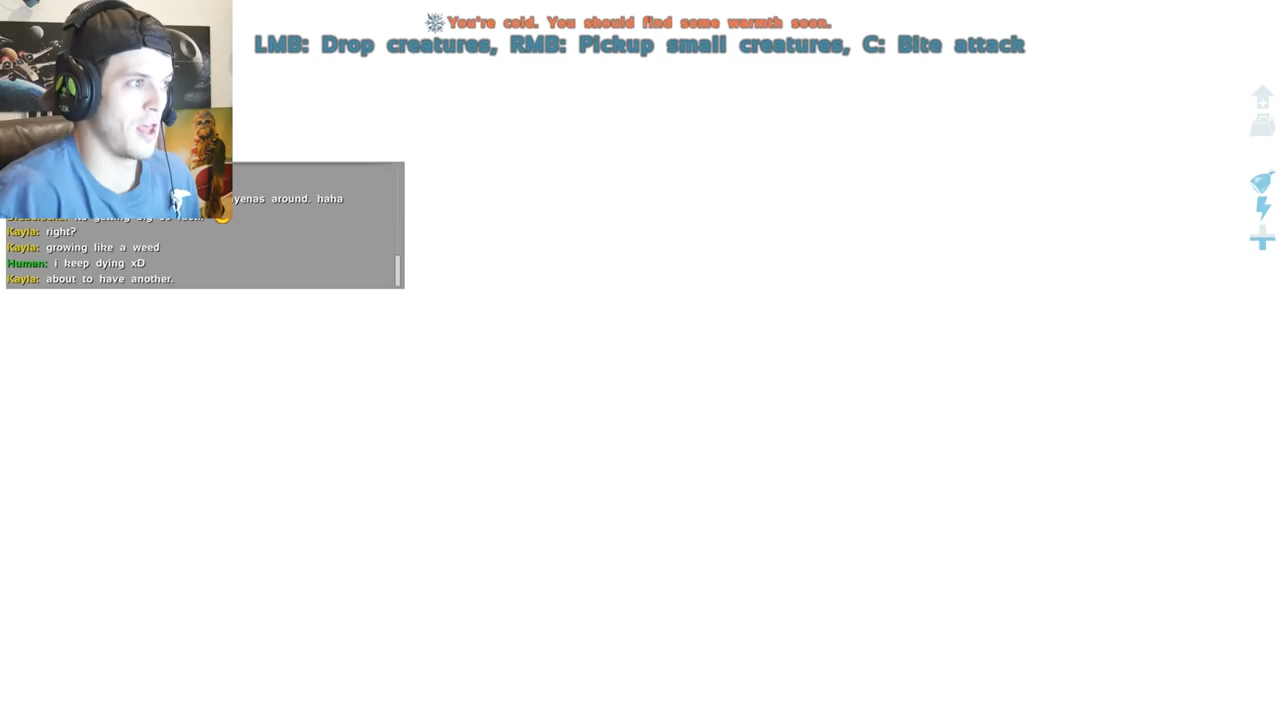 You're cold. You should find some warmth soon.
LMB: Drop creatures, RMB: Pickup small creatures, C: Bite attack
around. haha
Kayla: right?
Kayla: growing like a weed
Human: i keep dying xD
Kayla: about to have another.